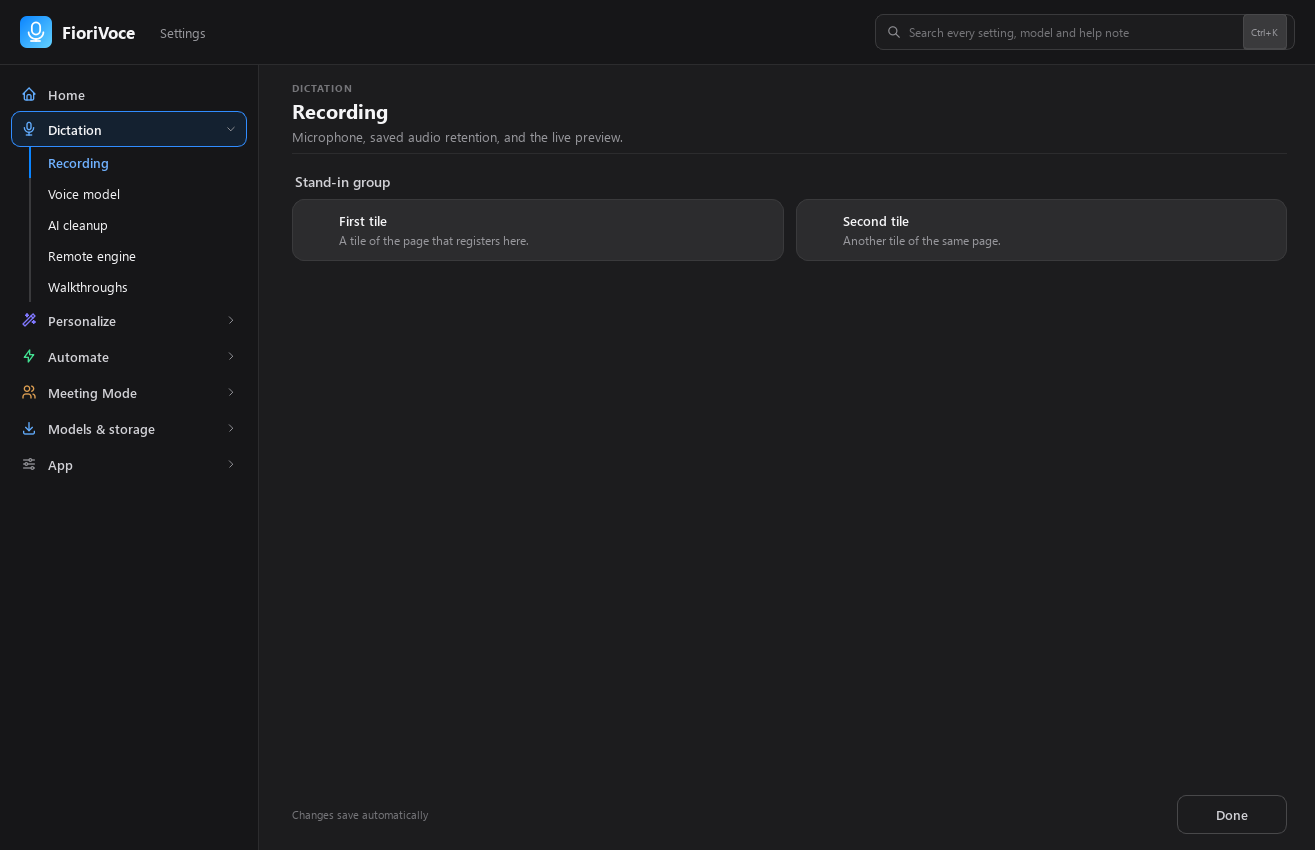 FioriVoce
Settings
Search every setting, model and help note
Ctrl+K
Home
Dictation
Recording
Voice model
AI cleanup
Remote engine
Walkthroughs
Personalize
Automate
Meeting Mode
Models & storage
App
DICTATION
Recording
Microphone, saved audio retention, and the live preview.
Stand-in group
First tile
A tile of the page that registers here.
Second tile
Another tile of the same page.
Changes save automatically
Done